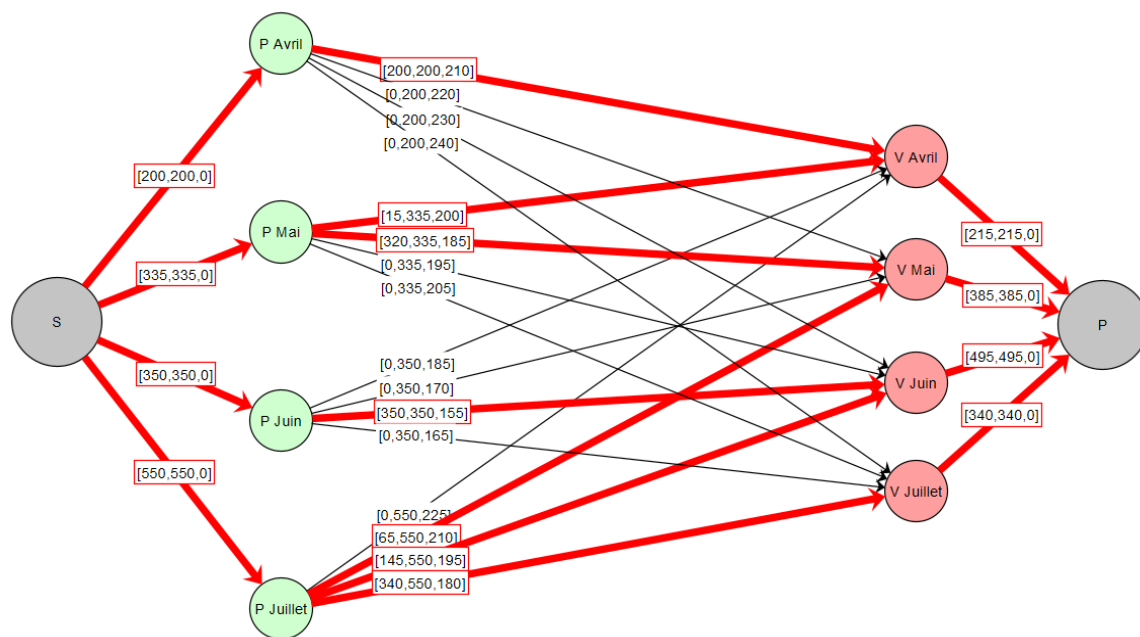 P Avril
[200,200,210]
[0,200,220]
[0,200,230]
[0,200,240]
V Avril
[200,200,0]
[15,335,200]
P Mai
[320,335,185]
[215,215,0]
[335,335,0]
[0,335,195]
V Mai
[0,335,205]
[385,385,0]
S
P
[0,350,185]
[495,495,0]
[350,350,0]
[0,350,170]
V Juin
[350,350,155]
[340,340,0]
P Juin
[0,350,165]
[550,550,0]
V Juillet
[0,550,225]
[65,550,210]
[145,550,195]
[340,550,180]
P Juillet